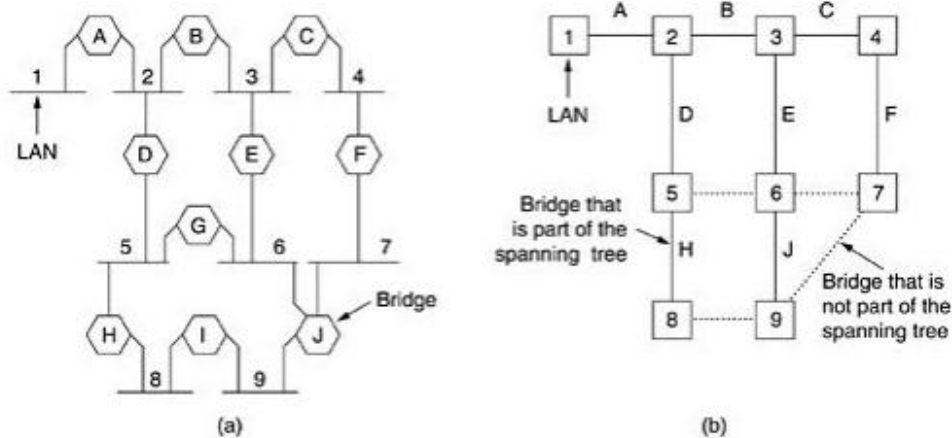 A B C
1 2 3 4
LAN
D E F
G
5 6 7
Bridge
H I J
8 9
(a)
A B C
1 2 3 4
LAN
D E F
5 6 7
Bridge that
is part of the
spanning tree
H J
Bridge that is
not part of the
spanning tree
8 9
(b)